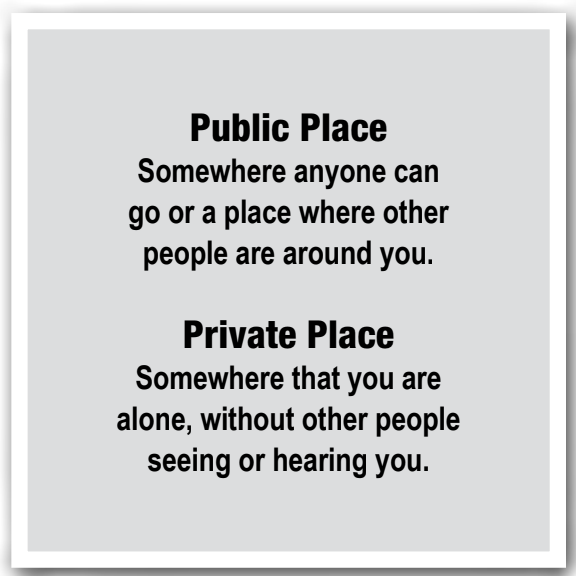 Public Place
Somewhere anyone can
go or a place where other
people are around you.
Private Place
Somewhere that you are
alone, without other people
seeing or hearing you.